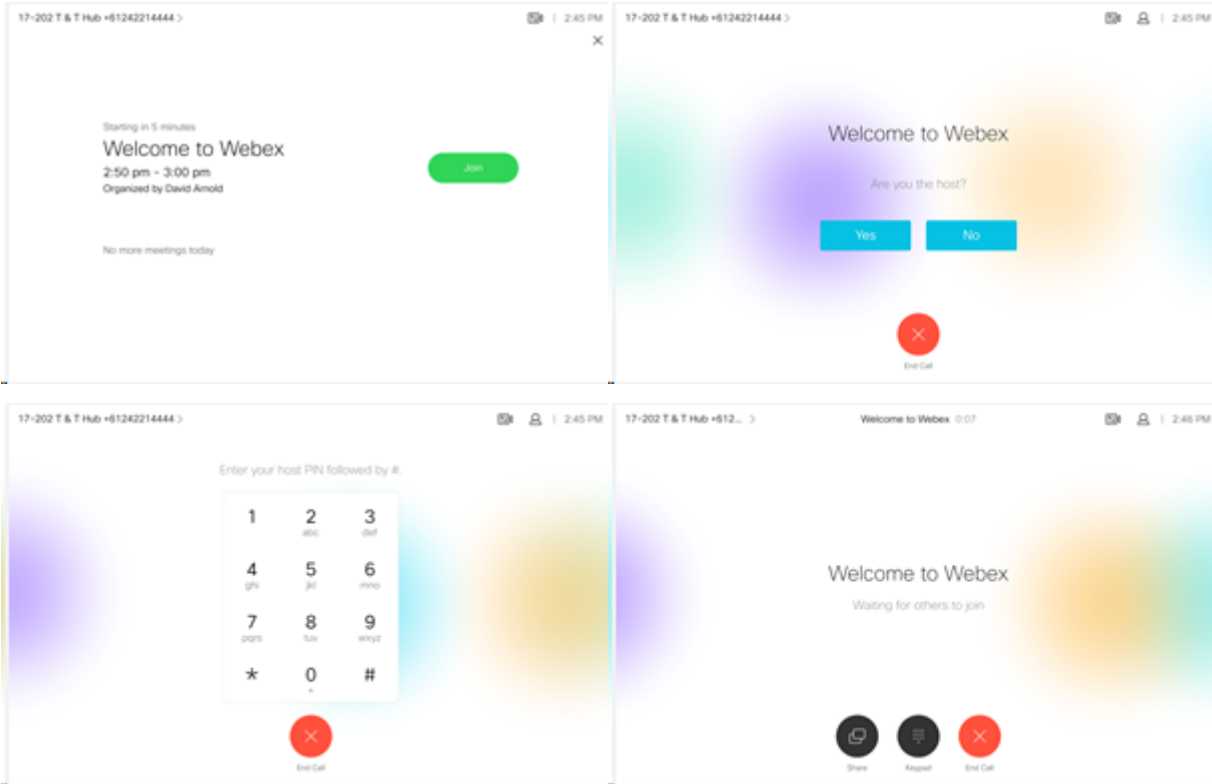 17-202 T & T Hub +61242214444 >
2:45 PM
Starting in 5 minutes
Welcome to Webex
2:50 pm - 3:00 pm
Organized by David Arnold
Join
No more meetings today
17-202 T & T Hub +61242214444 >
2:45 PM
Welcome to Webex
Are you the host?
Yes
No
End Call
17-202 T & T Hub +61242214444 >
2:45 PM
Enter your host PIN followed by #.
1
2
3
abc
def
4
5
6
ghi
jkl
mno
7
8
9
pqrs
tuv
wxyz
*
0
#
End Call
17-202 T & T Hub +612... >
Welcome to Webex 0:07
2:46 PM
Welcome to Webex
Waiting for others to join
Share
Keypad
End Call